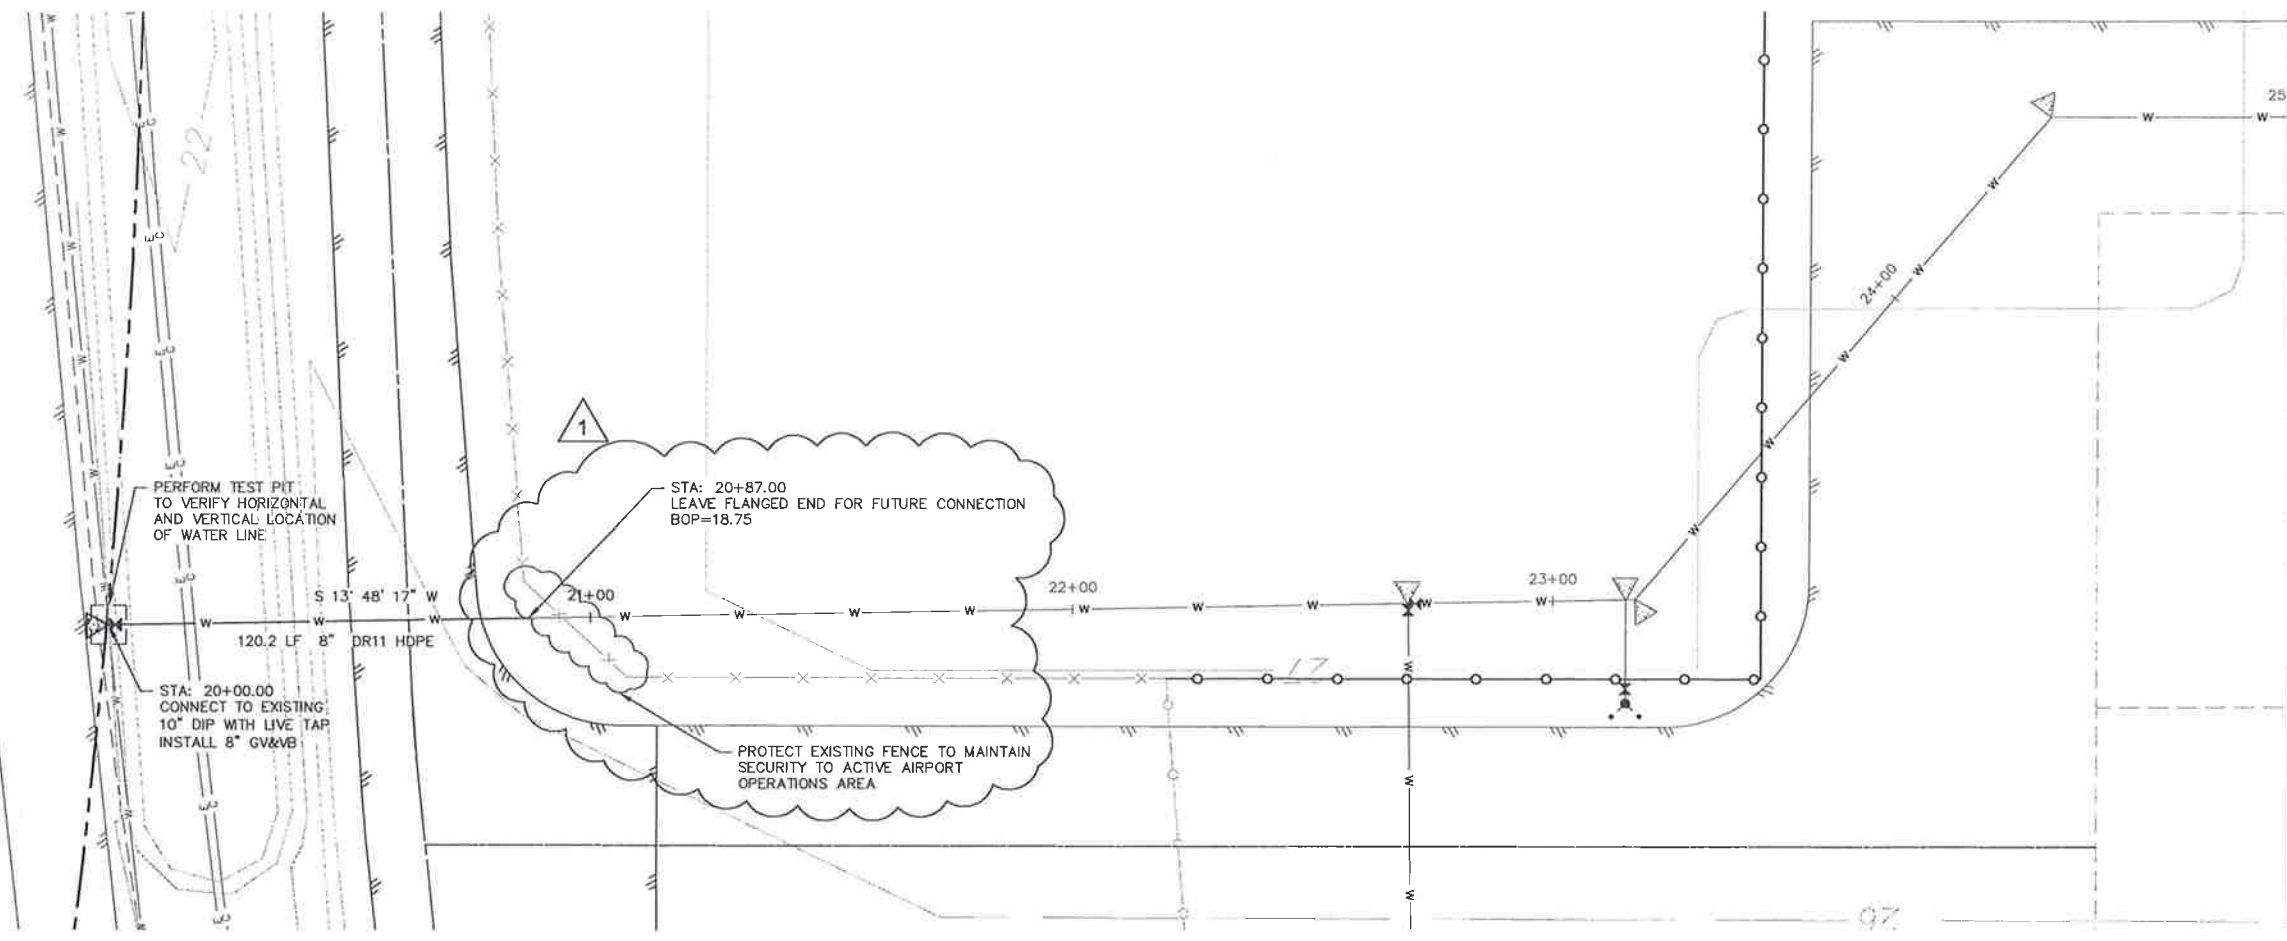 25
22
24+00
1
STA: 20+87.00
LEAVE FLANGED END FOR FUTURE CONNECTION
BOP=18.75
PERFORM TEST PIT
TO VERIFY HORIZONTAL
AND VERTICAL LOCATION
OF WATER LINE
S 13' 48' 17" W
21+00
22+00
23+00
120.2 LF 8" DR11 HDPE
17
STA: 20+00.00
CONNECT TO EXISTING
10" DIP WITH LIVE TAP
INSTALL 8" GV&VB
PROTECT EXISTING FENCE TO MAINTAIN
SECURITY TO ACTIVE AIRPORT
OPERATIONS AREA